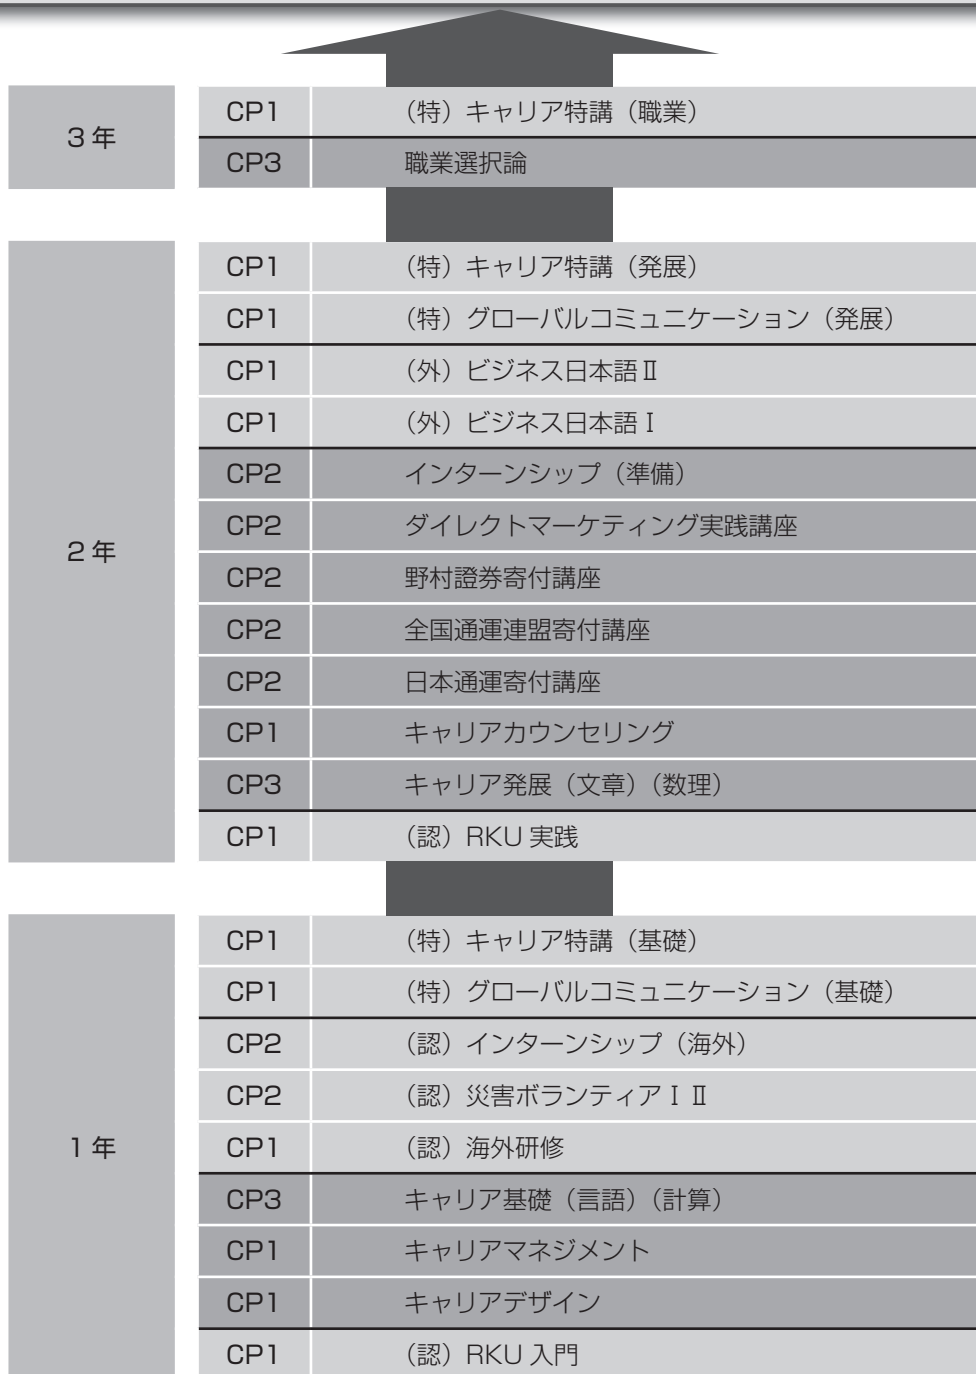 3 年
CP1 （特）キャリア特講（職業）
CP3 職業選択論
2 年
CP1 （特）キャリア特講（発展）
CP1 （特）グローバルコミュニケーション（発展）
CP1 （外）ビジネス日本語Ⅱ
CP1 （外）ビジネス日本語Ⅰ
CP2 インターンシップ（準備）
CP2 ダイレクトマーケティング実践講座
CP2 野村證券寄付講座
CP2 全国通運連盟寄付講座
CP2 日本通運寄付講座
CP1 キャリアカウンセリング
CP3 キャリア発展（文章）（数理）
CP1 （認）RKU 実践
1 年
CP1 （特）キャリア特講（基礎）
CP1 （特）グローバルコミュニケーション（基礎）
CP2 （認）インターンシップ（海外）
CP2 （認）災害ボランティアⅠ Ⅱ
CP1 （認）海外研修
CP3 キャリア基礎（言語）（計算）
CP1 キャリアマネジメント
CP1 キャリアデザイン
CP1 （認）RKU 入門